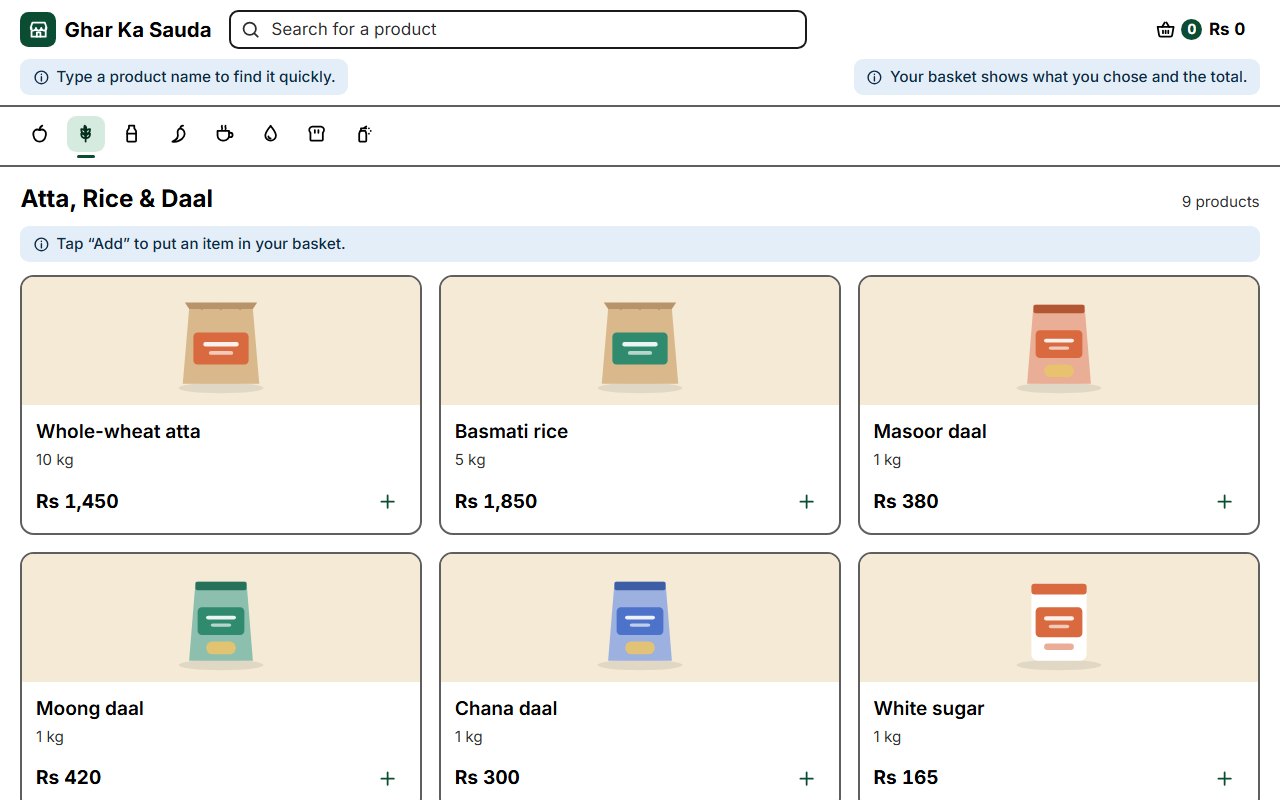 Ghar Ka Sauda
Search for a product
0 Rs 0
Type a product name to find it quickly.
Your basket shows what you chose and the total.
Atta, Rice & Daal
9 products
Tap “Add” to put an item in your basket.
Whole-wheat atta
10 kg
Rs 1,450
Basmati rice
5 kg
Rs 1,850
Masoor daal
1 kg
Rs 380
Moong daal
1 kg
Rs 420
Chana daal
1 kg
Rs 300
White sugar
1 kg
Rs 165